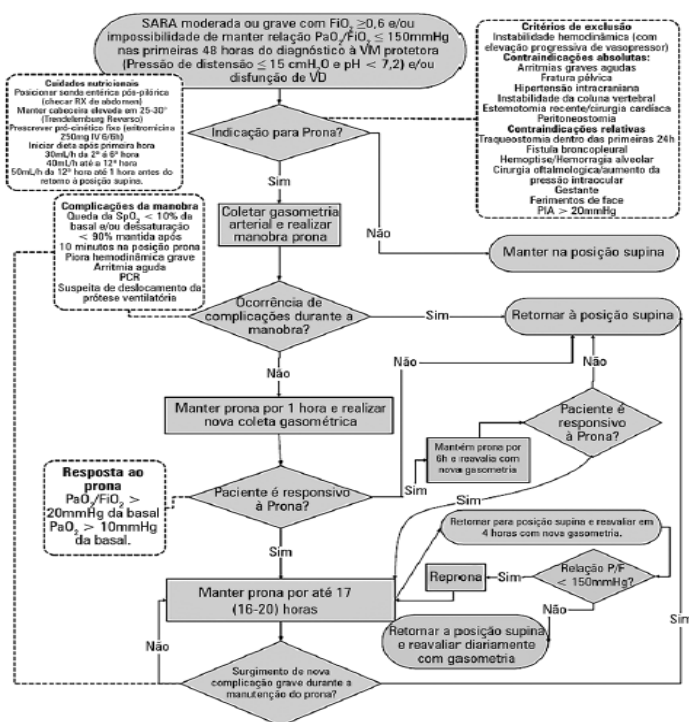 SARA moderada ou grave com FiO₂ ≥0,6 e/ou
impossibilidade de manter relação PaO₂/FiO₂ ≤ 150mmHg
nas primeiras 48 horas do diagnóstico à VM protetora
(Pressão de distensão ≤ 15 cmH₂O e pH < 7,2) e/ou
disfunção de VD
Critérios de exclusão
Instabilidade hemodinâmica (com
elevação progressiva de vasopressor)
Contraindicações absolutas:
Arritmias graves agudas
Fratura pélvica
Hipertensão intracraniana
Instabilidade da coluna vertebral
Esternotomia recente/cirurgia cardíaca
Peritoneostomia
Contraindicações relativas
Traqueostomia dentro das primeiras 24h
Fístula broncopleural
Hemoptise/Hemorragia alveolar
Cirurgia oftalmologica/aumento da
pressão intraocular
Gestante
Ferimentos de face
PIA > 20mmHg
Cuidados nutricionais
Posicionar sonda entérica pós-pilórica
(checar RX de abdomen)
Manter cabeceira elevada em 25-30°
(Trendelemburg Reverso)
Prescrever pró-cinético fixo (eritromicina
250mg IV 6/6h)
Iniciar dieta após primeira hora
30mL/h da 2ª á 6ª hora
40mL/h até a 12ª hora
50mL/h da 12ª hora até 1 hora antes do
retorno à posição supina.
Indicação para Prona?
Sim
Não
Complicações da manobra
Queda da SpO₂ < 10% da
basal e/ou dessaturação
< 90% mantida após
10 minutos na posição prona
Piora hemodinâmica grave
Arritmia aguda
PCR
Suspeita de deslocamento da
prótese ventilatória
Coletar gasometria
arterial e realizar
manobra prona
Manter na posição supina
Ocorrência de
complicações durante a
manobra?
Sim
Retornar à posição supina
Não
Não
Não
Manter prona por 1 hora e realizar
nova coleta gasométrica
Paciente é
responsivo
à Prona?
Mantém prona por
6h e reavalia com
nova gasometria
Resposta ao
prona
PaO₂/FiO₂ >
20mmHg da basal
PaO₂ > 10mmHg
da basal.
Paciente é responsivo
à Prona?
Sim
Sim
Sim
Retornar para posição supina e reavaliar em
4 horas com nova gasometria.
Relação P/F
< 150mmHg?
Sim
Reprona
Não
Manter prona por até 17
(16-20) horas
Retornar a posição supina
e reavaliar diariamente
com gasometria
Sim
Não
Surgimento de nova
complicação grave durante a
manutenção do prona?